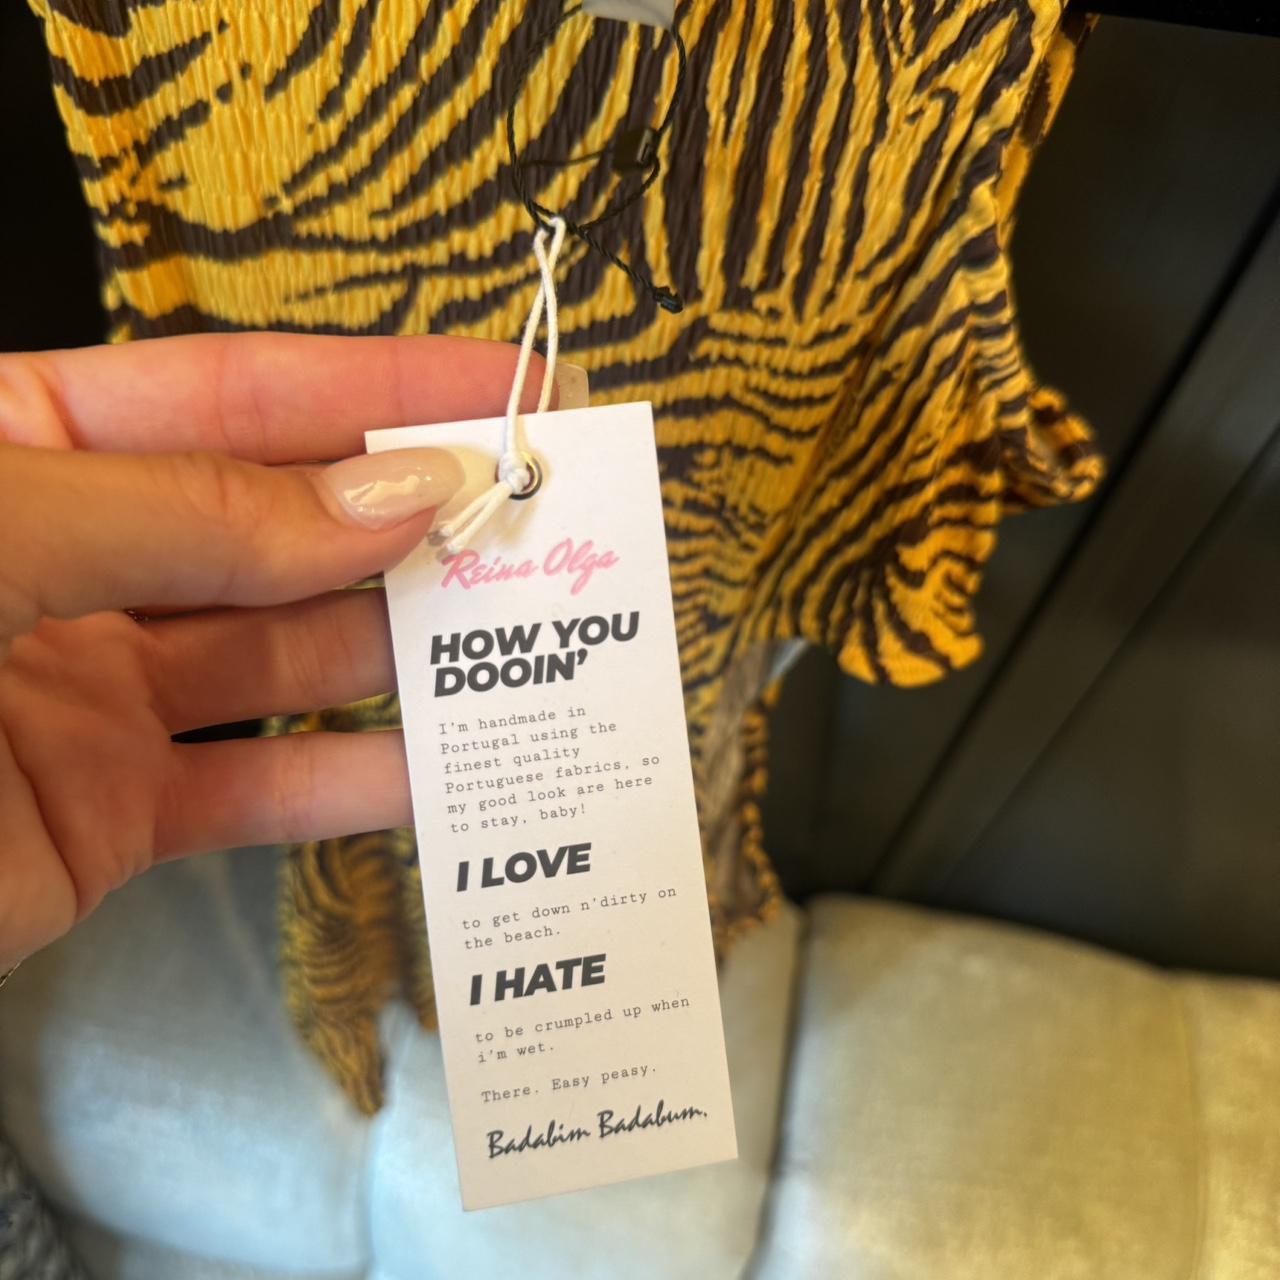 Reina Olga
HOW YOU
DOOIN'
I'm handmade in
Portugal using the
finest quality
Portuguese fabrics, so
my good look are here
to stay, baby!
I LOVE
to get down n'dirty on
the beach.
I HATE
to be crumpled up when
i'm wet.
There. Easy peasy.
Badabim Badabum.